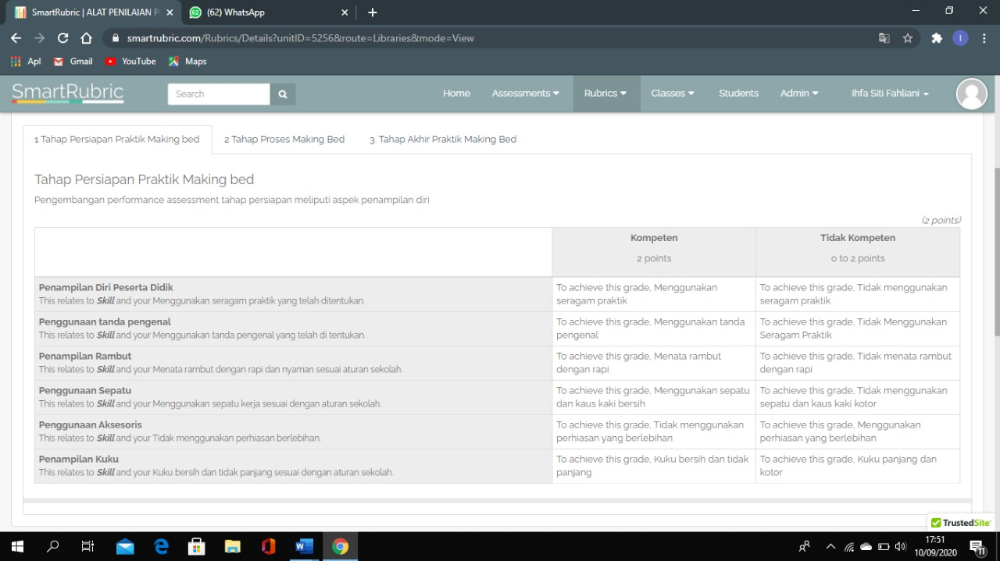 SmartRubric | ALAT PENILAIAN P
(62) WhatsApp
smartrubric.com/Rubrics/Details?unitID=5256&route=Libraries&mode=View
I
Apl
Gmail
YouTube
Maps
SmartRubric
Search
Home
Assessments
Rubrics
Classes
Students
Admin
Ihfa Siti Fahliani
1 Tahap Persiapan Praktik Making bed
2 Tahap Proses Making Bed
3. Tahap Akhir Praktik Making Bed
Tahap Persiapan Praktik Making bed
Pengembangan performance assessment tahap persiapan meliputi aspek penampilan diri
(2 points)
Kompeten
2 points
Tidak Kompeten
0 to 2 points
Penampilan Diri Peserta Didik
This relates to Skill and your Menggunakan seragam praktik yang telah ditentukan.
To achieve this grade, Menggunakan
seragam praktik
To achieve this grade, Tidak menggunakan
seragam praktik
Penggunaan tanda pengenal
This relates to Skill and your Menggunakan tanda pengenal yang telah di tentukan.
To achieve this grade, Menggunakan tanda
pengenal
To achieve this grade, Tidak Menggunakan
Seragam Praktik
Penampilan Rambut
This relates to Skill and your Menata rambut dengan rapi dan nyaman sesuai aturan sekolah.
To achieve this grade, Menata rambut
dengan rapi
To achieve this grade, Tidak menata rambut
dengan rapi
Penggunaan Sepatu
This relates to Skill and your Menggunakan sepatu kerja sesuai dengan aturan sekolah.
To achieve this grade, Menggunakan sepatu
dan kaus kaki bersih
To achieve this grade, Tidak menggunakan
sepatu dan kaus kaki kotor
Penggunaan Aksesoris
This relates to Skill and your Tidak menggunakan perhiasan berlebihan.
To achieve this grade, Tidak menggunakan
perhiasan yang berlebihan
To achieve this grade, Menggunakan
perhiasan yang berlebihan
Penampilan Kuku
This relates to Skill and your Kuku bersih dan tidak panjang sesuai dengan aturan sekolah.
To achieve this grade, Kuku bersih dan tidak
panjang
To achieve this grade, Kuku panjang dan
kotor
TrustedSite
17:51
10/09/2020
11